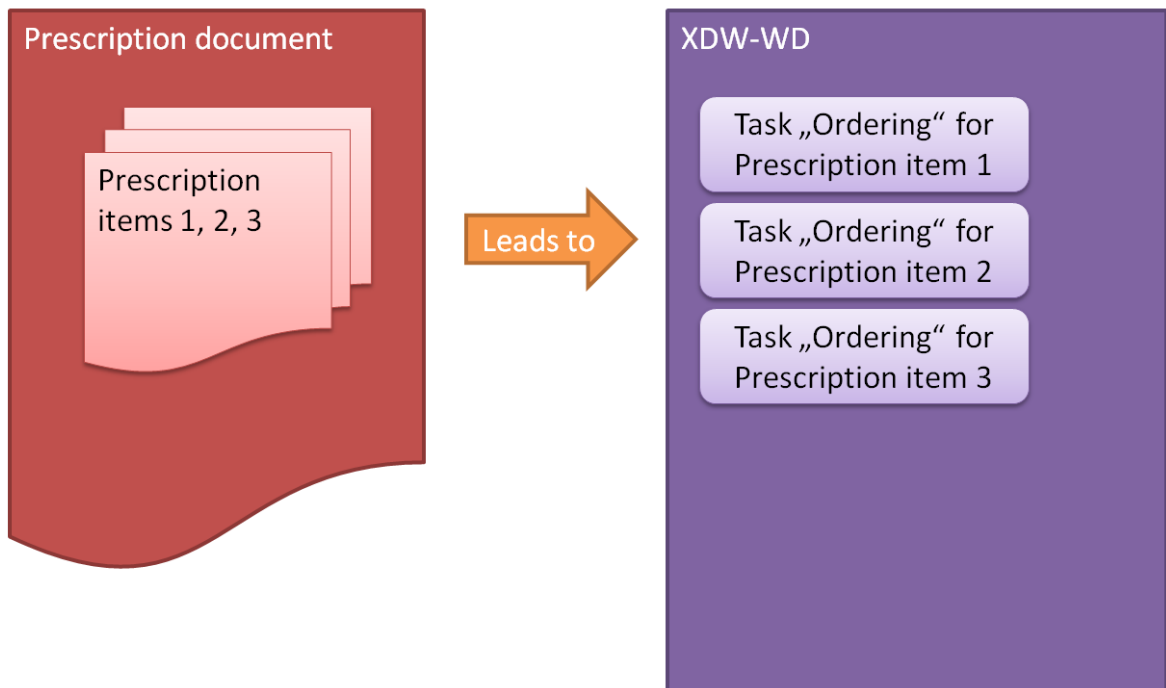 Prescription document
Prescription
items 1, 2, 3
Leads to
XDW-WD
Task „Ordering“ for
Prescription item 1
Task „Ordering“ for
Prescription item 2
Task „Ordering“ for
Prescription item 3